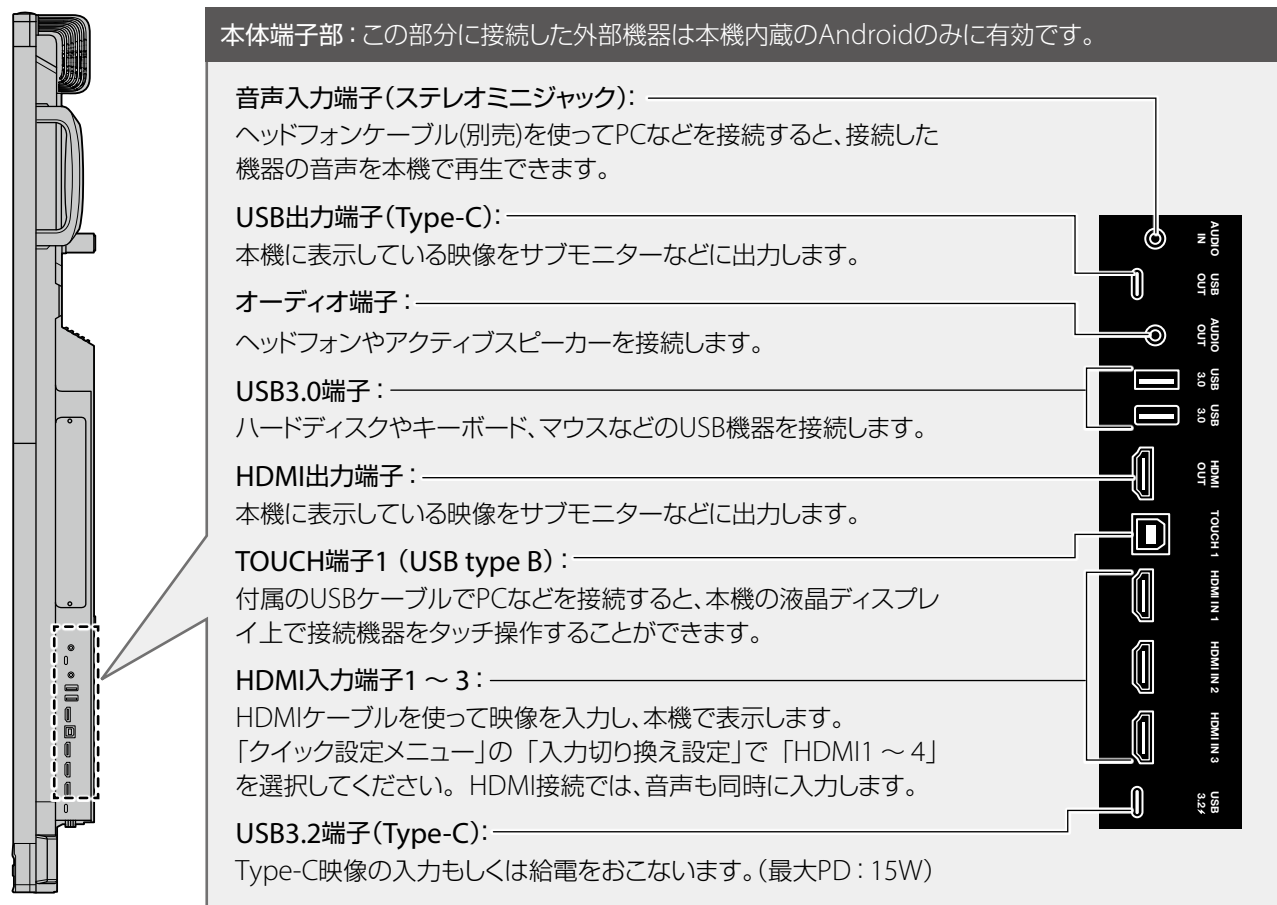 本体端子部：この部分に接続した外部機器は本機内蔵のAndroidのみに有効です。
音声入力端子（ステレオミニジャック）：
ヘッドフォンケーブル(別売)を使ってPCなどを接続すると、接続した
機器の音声を本機で再生できます。
USB出力端子（Type-C）：
本機に表示している映像をサブモニターなどに出力します。
オーディオ端子：
ヘッドフォンやアクティブスピーカーを接続します。
USB3.0端子：
ハードディスクやキーボード、マウスなどのUSB機器を接続します。
HDMI出力端子：
本機に表示している映像をサブモニターなどに出力します。
TOUCH端子1（USB type B）：
付属のUSBケーブルでPCなどを接続すると、本機の液晶ディスプレ
イ上で接続機器をタッチ操作することができます。
HDMI入力端子1 ～ 3：
HDMIケーブルを使って映像を入力し、本機で表示します。
「クイック設定メニュー」の「入力切り換え設定」で「HDMI1 ～ 4」
を選択してください。HDMI接続では、音声も同時に入力します。
USB3.2端子（Type-C）：
Type-C映像の入力もしくは給電をおこないます。（最大PD：15W）
AUDIO
IN
USB
OUT
AUDIO
OUT
USB
3.0
USB
3.0
HDMI
OUT
TOUCH 1
HDMI IN 1
HDMI IN 2
HDMI IN 3
USB
3.2⚡